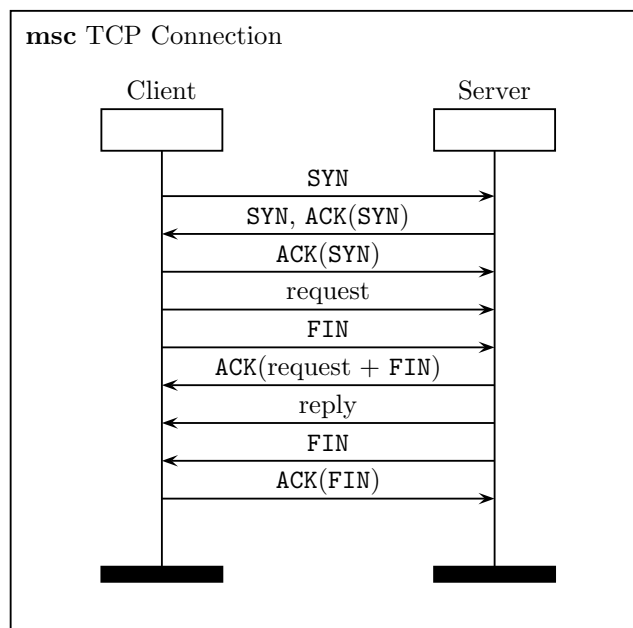 msc TCP Connection
Client
Server
SYN
SYN, ACK(SYN)
ACK(SYN)
request
FIN
ACK(request + FIN)
reply
FIN
ACK(FIN)